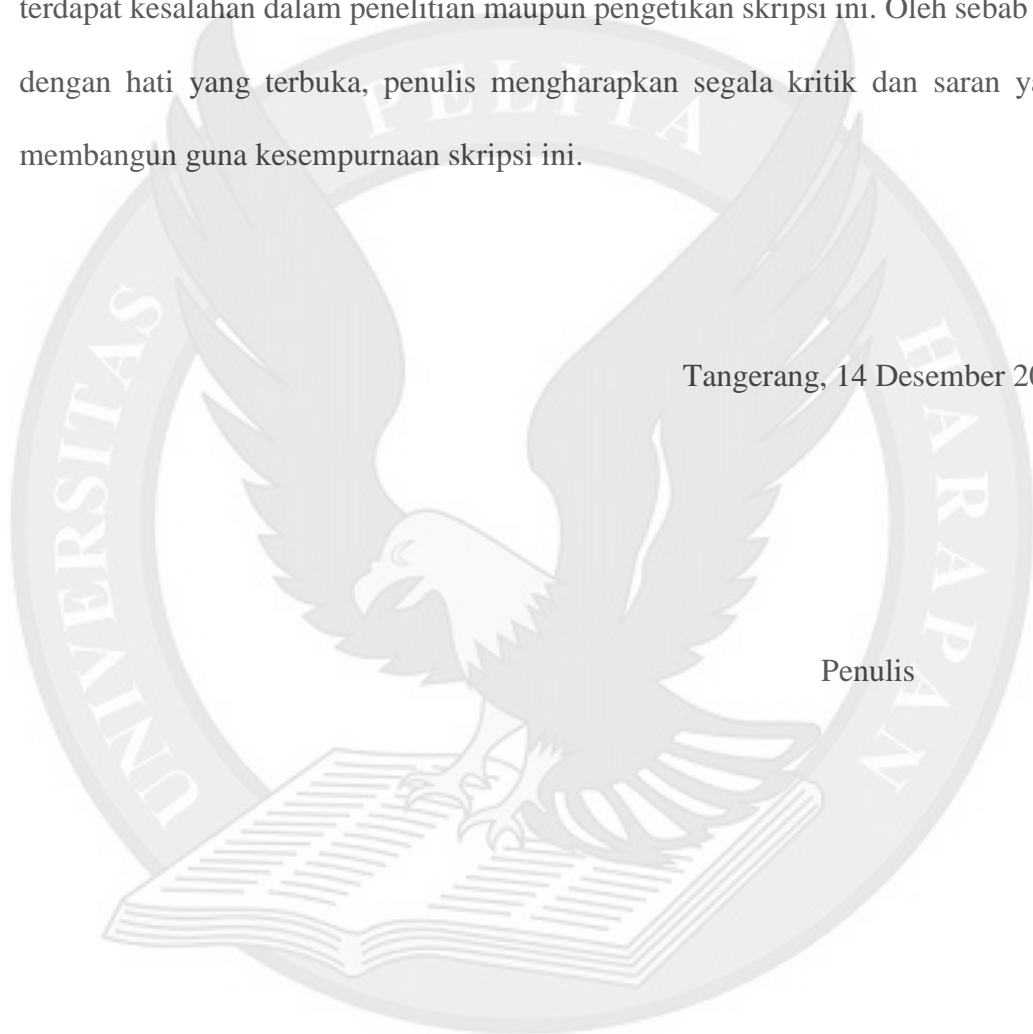 terdapat kesalahan dalam penelitian maupun pengetikan skripsi ini. Oleh sebab
dengan hati yang terbuka, penulis mengharapkan segala kritik dan saran
membangun guna kesempurnaan skripsi ini.
Tangerang, 14 Desember
Penulis
UNIVERSITAS PELITA HARAPAN